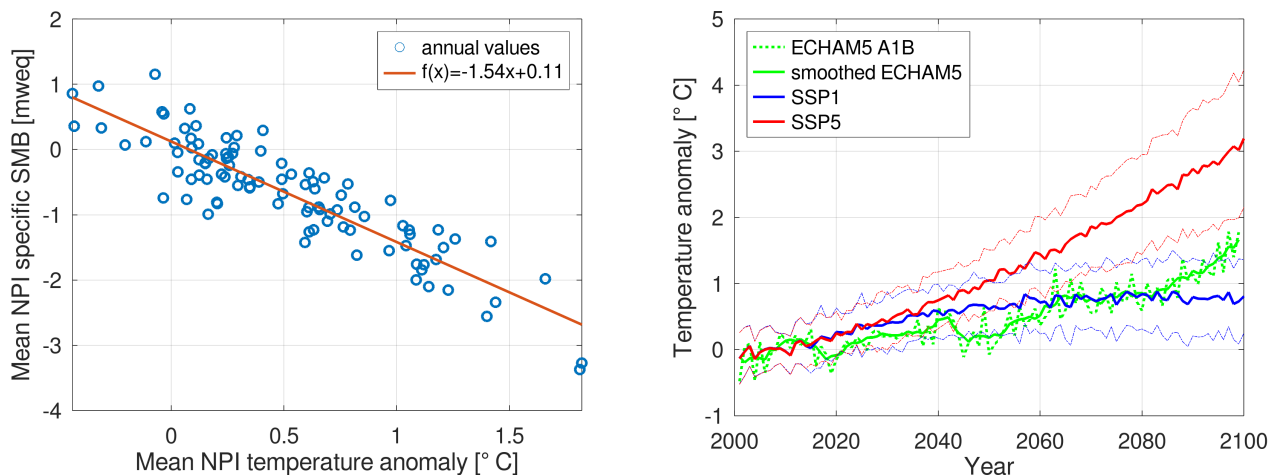 2
1
0
-1
-2
-3
-4
Mean NPI specific SMB [mweq]
annual values
f(x)=-1.54x+0.11
0 0.5 1 1.5
Mean NPI temperature anomaly [° C]
5
4
3
2
1
0
-1
Temperature anomaly [° C]
ECHAM5 A1B
smoothed ECHAM5
SSP1
SSP5
2000 2020 2040 2060 2080 2100
Year